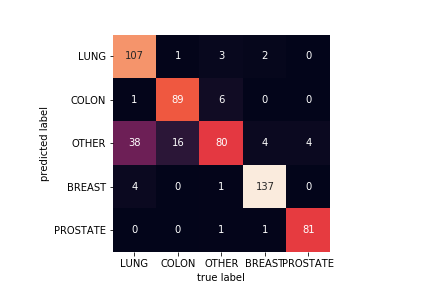 LUNG 107 1 3 2 0
COLON 1 89 6 0 0
OTHER 38 16 80 4 4
BREAST 4 0 1 137 0
PROSTATE 0 0 1 1 81
LUNG COLON OTHER BREAST PROSTATE
true label
predicted label